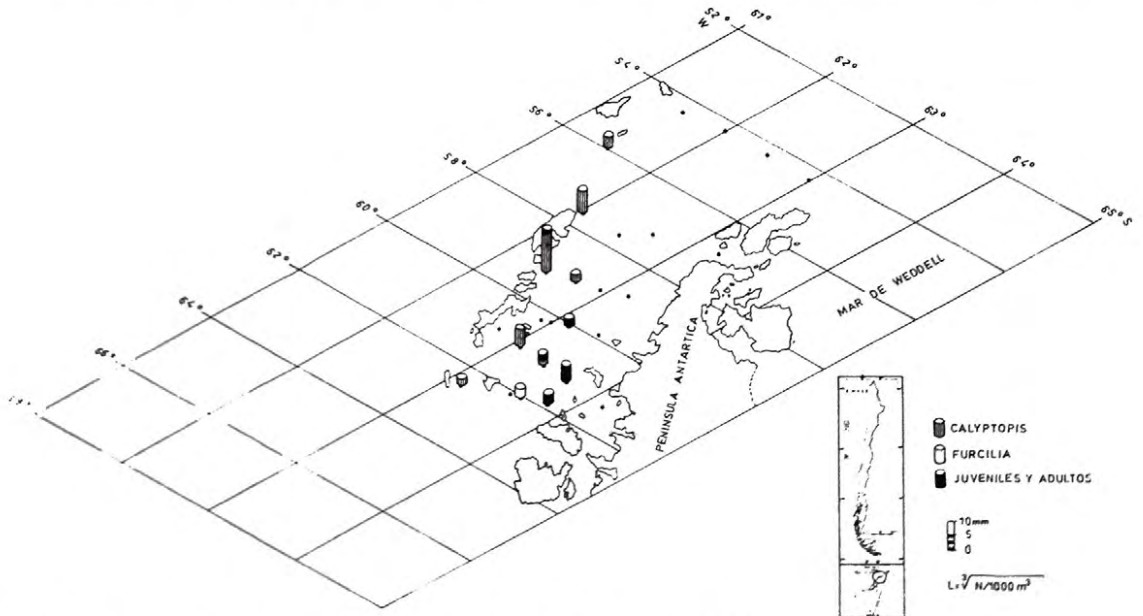 52°
W
61°
54°
62°
56°
63°
58°
64°
60°
65° S
62°
64°
66°
MAR DE WEDDELL
PENINSULA ANTARTICA
CALYPTOPIS
FURCILIA
JUVENILES Y ADULTOS
10mm
5
0
L=∛N/1000 m³